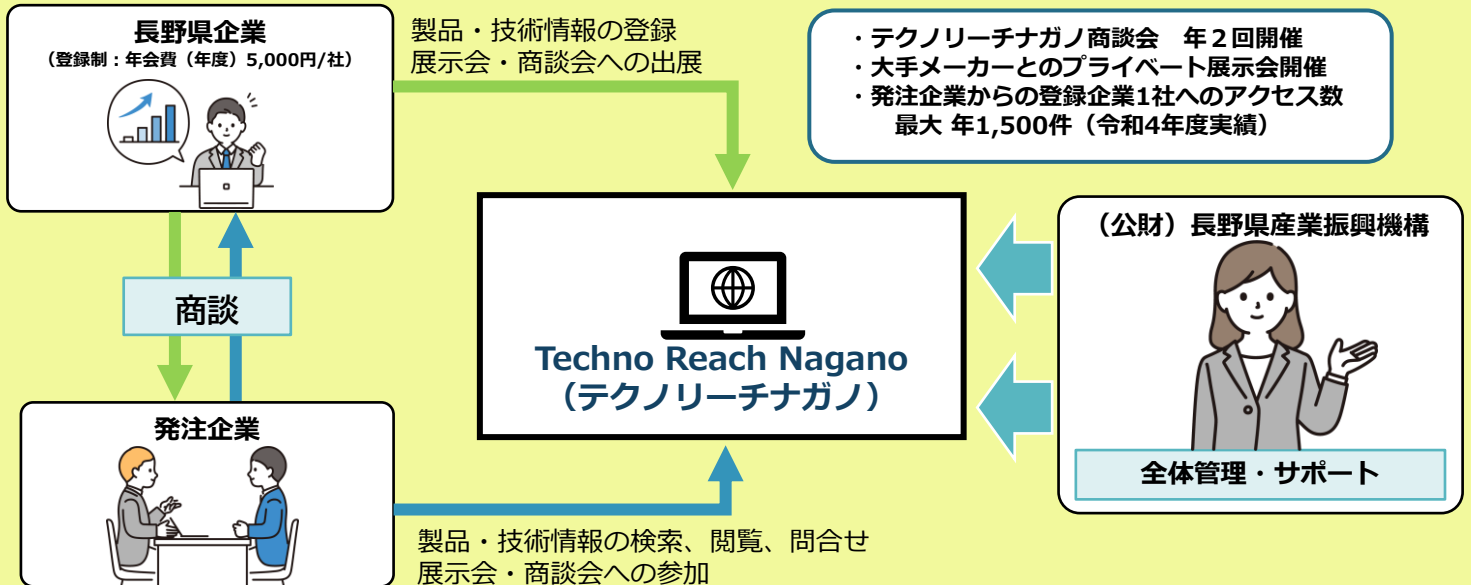 長野県企業
（登録制：年会費（年度）5,000円/社）
製品・技術情報の登録
展示会・商談会への出展
・テクノリーチナガノ商談会　年２回開催
・大手メーカーとのプライベート展示会開催
・発注企業からの登録企業1社へのアクセス数
最大 年1,500件（令和4年度実績）
商談
Techno Reach Nagano
（テクノリーチナガノ）
（公財）長野県産業振興機構
全体管理・サポート
発注企業
製品・技術情報の検索、閲覧、問合せ
展示会・商談会への参加